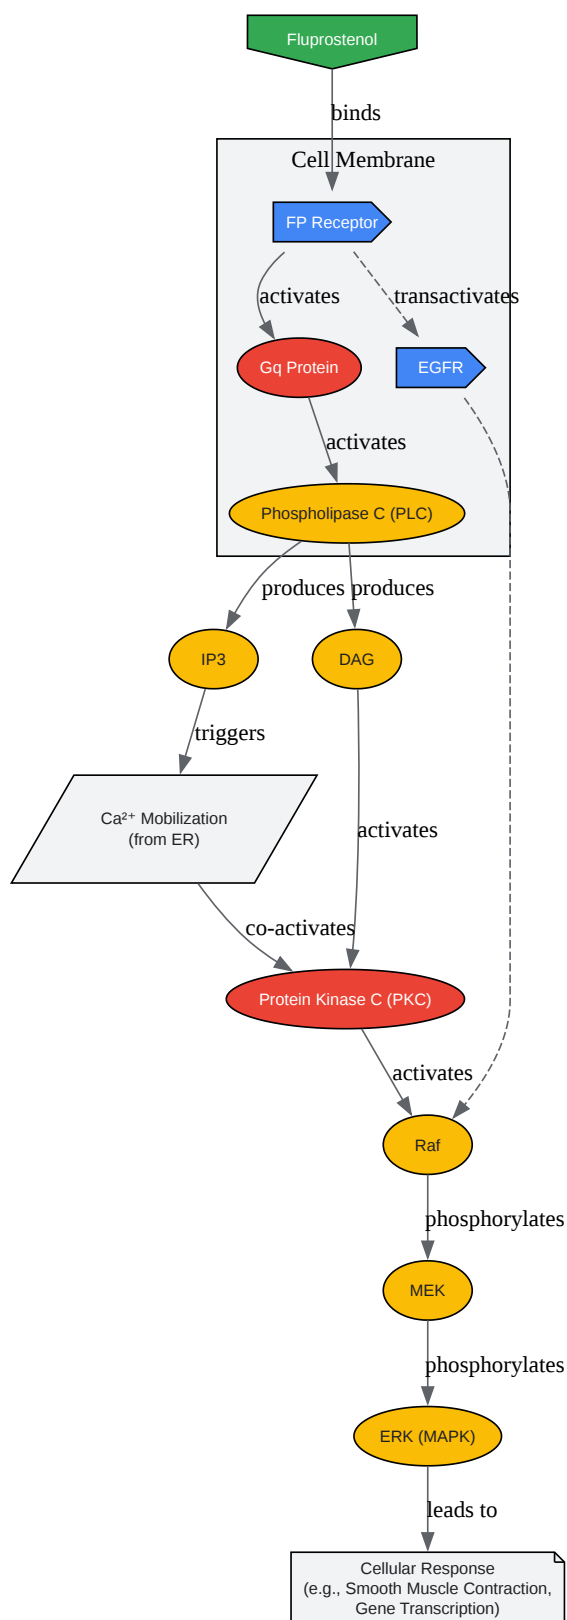 Fluprostenol
binds
Cell Membrane
FP Receptor
activates
transactivates
Gq Protein
EGFR
activates
Phospholipase C (PLC)
produces
produces
IP3
DAG
triggers
Ca²⁺ Mobilization
(from ER)
activates
co-activates
Protein Kinase C (PKC)
activates
Raf
phosphorylates
MEK
phosphorylates
ERK (MAPK)
leads to
Cellular Response
(e.g., Smooth Muscle Contraction,
Gene Transcription)